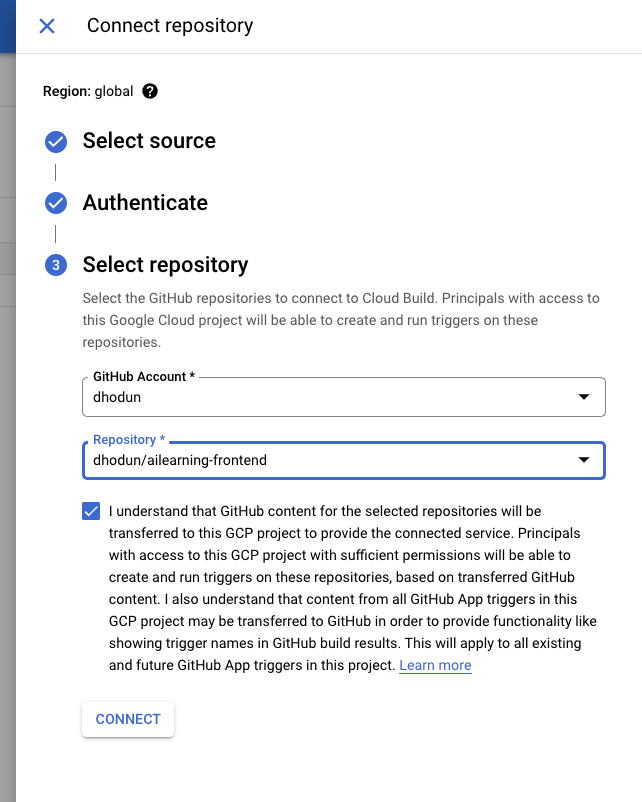 Connect repository
Region: global ?
Select source
Authenticate
3 Select repository
Select the GitHub repositories to connect to Cloud Build. Principals with access to
this Google Cloud project will be able to create and run triggers on these
repositories.
GitHub Account *
dhodun
Repository *
dhodun/ailearning-frontend
I understand that GitHub content for the selected repositories will be
transferred to this GCP project to provide the connected service. Principals
with access to this GCP project with sufficient permissions will be able to
create and run triggers on these repositories, based on transferred GitHub
content. I also understand that content from all GitHub App triggers in this
GCP project may be transferred to GitHub in order to provide functionality like
showing trigger names in GitHub build results. This will apply to all existing
and future GitHub App triggers in this project. Learn more
CONNECT